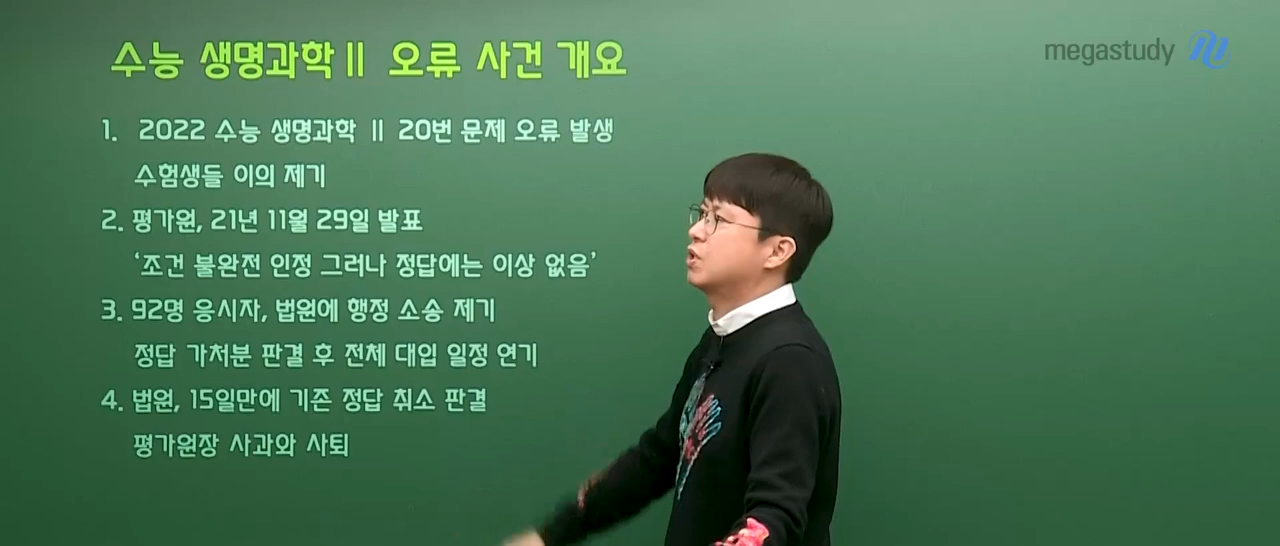 수능 생명과학Ⅱ 오류 사건 개요
megastudy
1. 2022 수능 생명과학 Ⅱ 20번 문제 오류 발생
수험생들 이의 제기
2. 평가원, 21년 11월 29일 발표
‘조건 불완전 인정 그러나 정답에는 이상 없음’
3. 92명 응시자, 법원에 행정 소송 제기
정답 가처분 판결 후 전체 대입 일정 연기
4. 법원, 15일만에 기존 정답 취소 판결
평가원장 사과와 사퇴